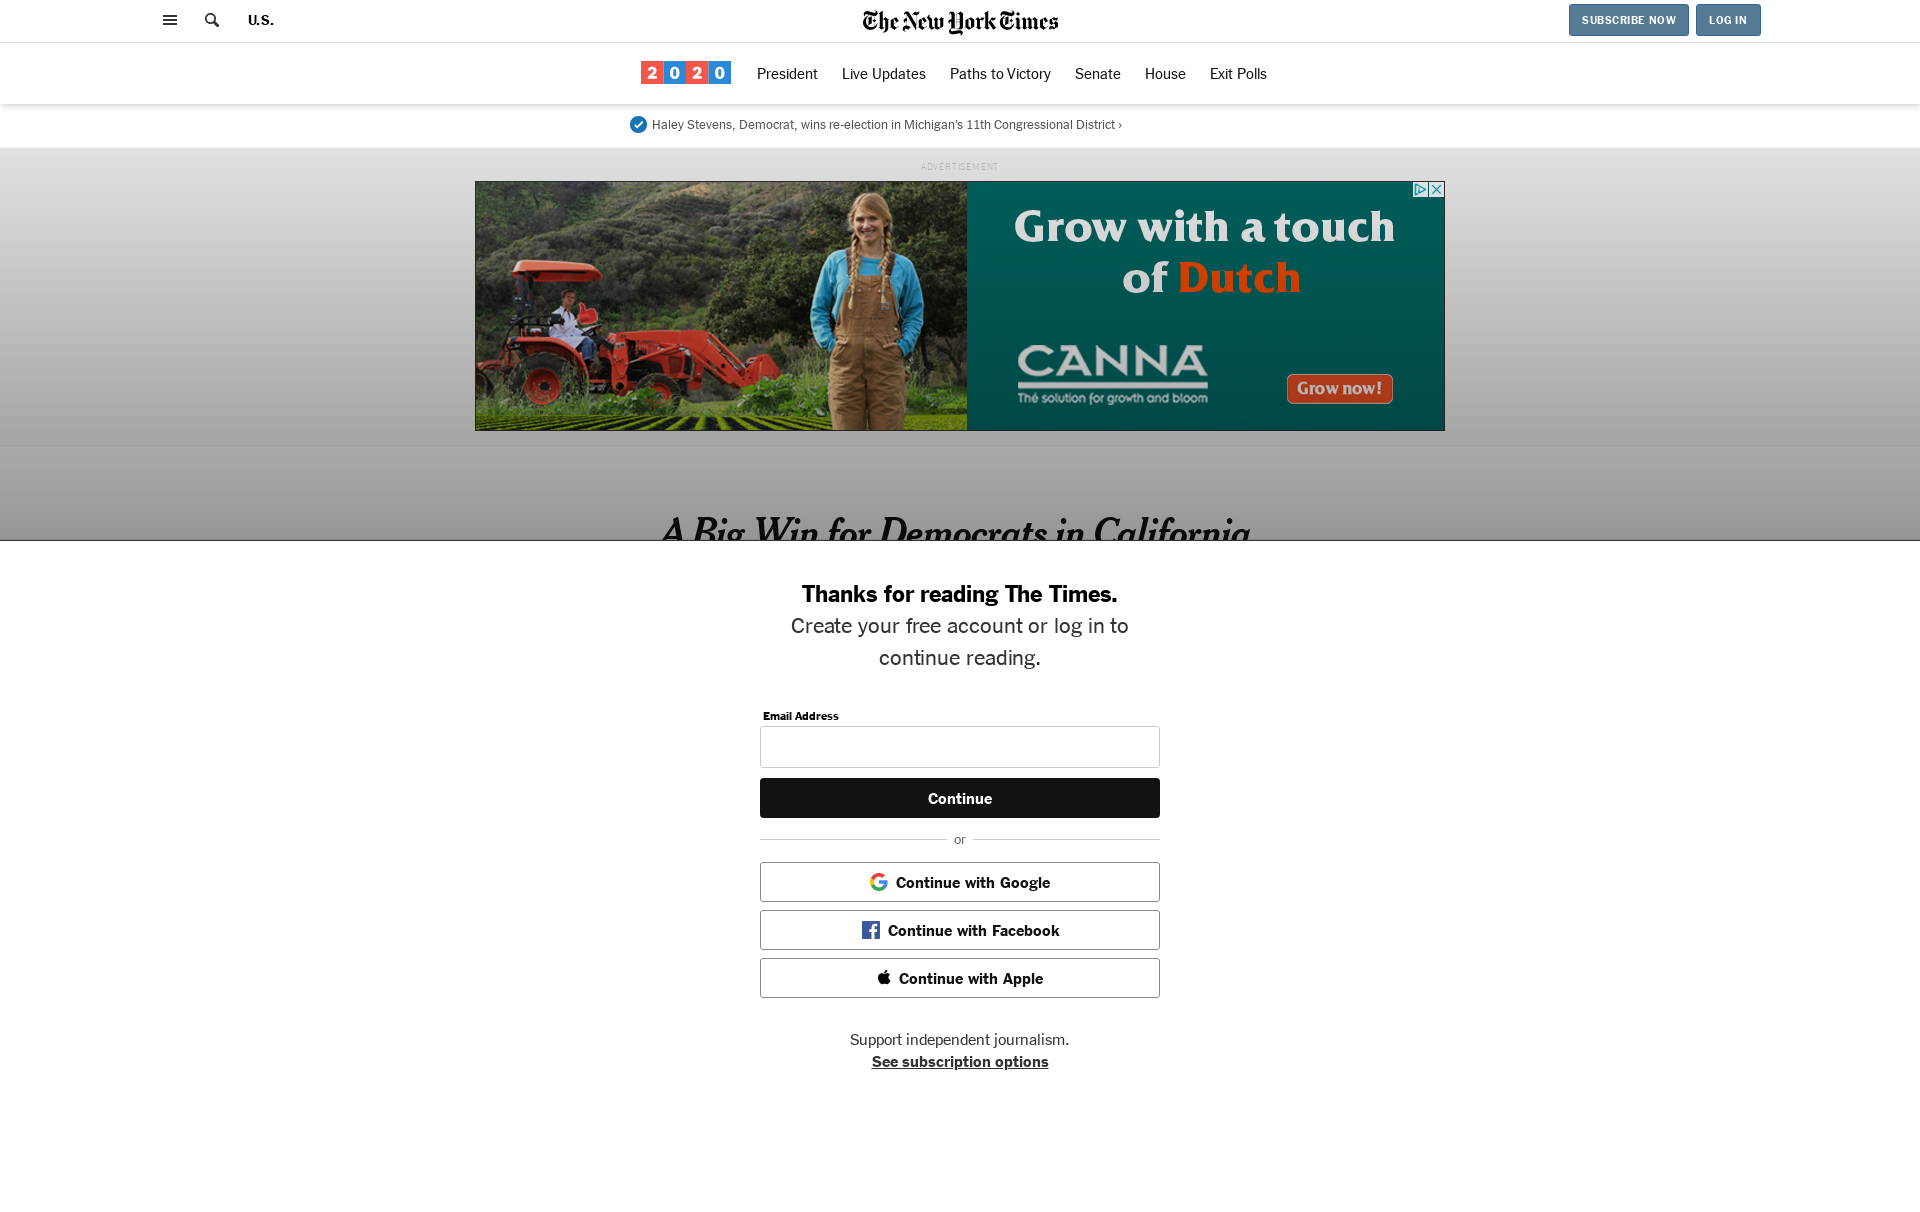 U.S.
The New York Times
SUBSCRIBE NOW
LOG IN
2020
President
Live Updates
Paths to Victory
Senate
House
Exit Polls
Haley Stevens, Democrat, wins re-election in Michigan’s 11th Congressional District ›
ADVERTISEMENT
Grow with a touch
of Dutch
CANNA
The solution for growth and bloom
Grow now!
A Big Win for Democrats in California
Thanks for reading The Times.
Create your free account or log in to
continue reading.
Email Address
Continue
or
Continue with Google
Continue with Facebook
Continue with Apple
Support independent journalism.
See subscription options